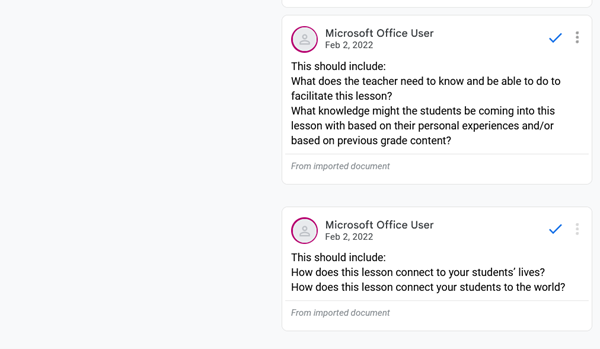 Microsoft Office User
Feb 2, 2022
This should include:
What does the teacher need to know and be able to do to
facilitate this lesson?
What knowledge might the students be coming into this
lesson with based on their personal experiences and/or
based on previous grade content?
From imported document
Microsoft Office User
Feb 2, 2022
This should include:
How does this lesson connect to your students’ lives?
How does this lesson connect your students to the world?
From imported document